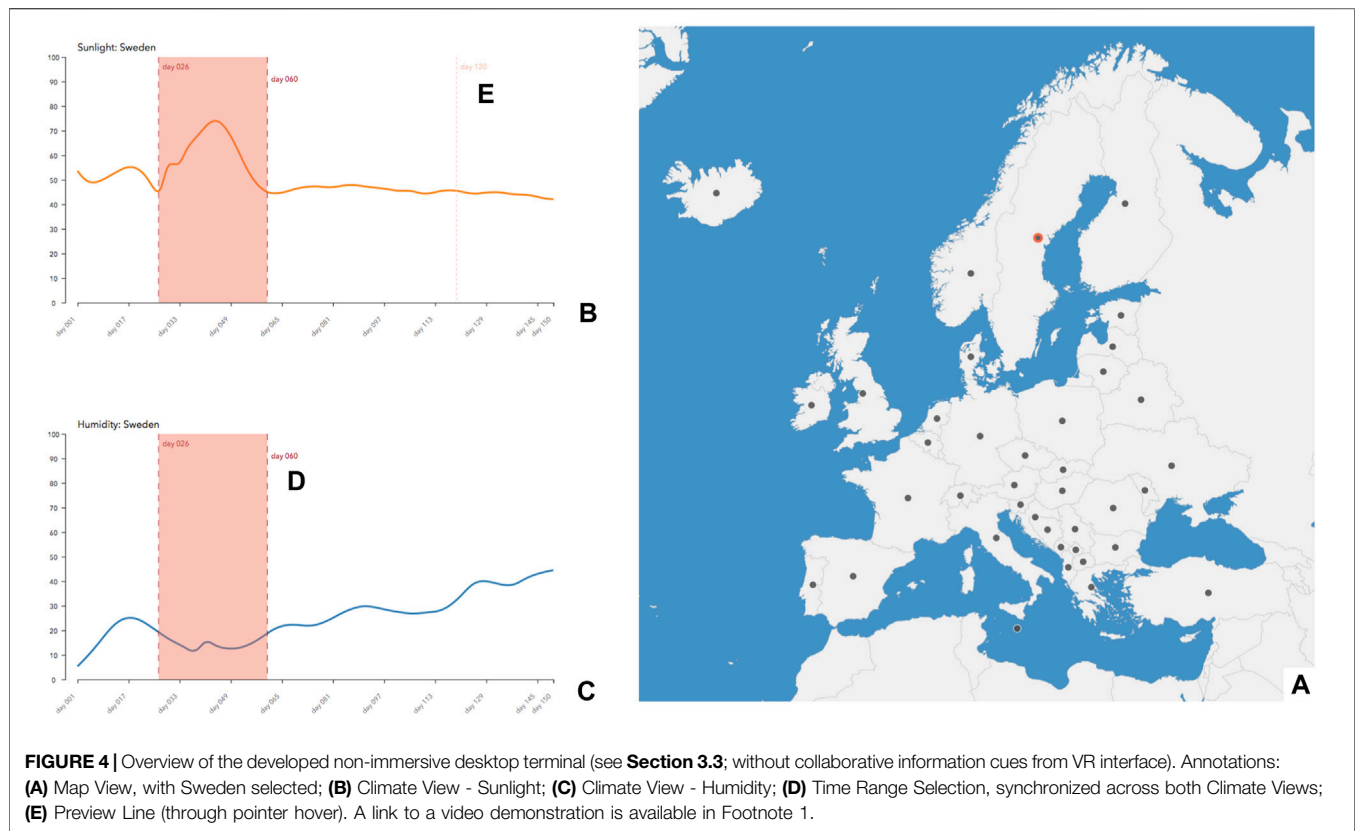 Sunlight: Sweden
100
90
80
70
60
50
40
30
20
10
0
day 026
day 060
day 120
E
day 001
day 017
day 033
day 049
day 065
day 081
day 097
day 113
day 129
day 145
day 150
B
Humidity: Sweden
100
90
80
70
60
50
40
30
20
10
0
day 026
day 060
D
day 001
day 017
day 033
day 049
day 065
day 081
day 097
day 113
day 129
day 145
day 150
C
A
FIGURE 4 | Overview of the developed non-immersive desktop terminal (see Section 3.3; without collaborative information cues from VR interface). Annotations:
(A) Map View, with Sweden selected; (B) Climate View - Sunlight; (C) Climate View - Humidity; (D) Time Range Selection, synchronized across both Climate Views;
(E) Preview Line (through pointer hover). A link to a video demonstration is available in Footnote 1.